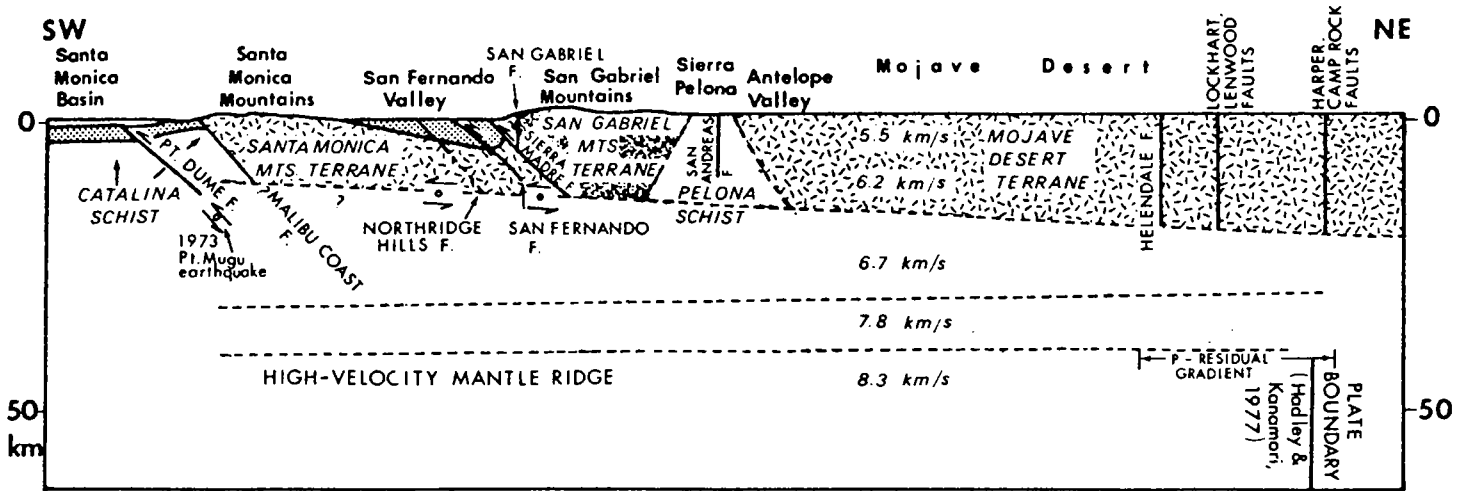 SW
NE
Santa
Monica
Basin
Santa
Monica
Mountains
San Fernando
Valley
SAN GABRIEL
F.
San Gabriel
Mountains
Sierra
Pelona
Antelope
Valley
Mojave Desert
LOCKHART.
LENWOOD
FAULTS
HARPER.
CAMP ROCK
FAULTS
0
0
SANTA MONICA
MTS. TERRANE
SAN GABRIEL
MTS.
TERRANE
SIERRA
MADRE F.
SAN ANDREAS F.
5.5 km/s
6.2 km/s
MOJAVE
DESERT
TERRANE
HELENDALE F.
PT. DUME F.
CATALINA
SCHIST
?
MALIBU COAST
F.
NORTHRIDGE
HILLS F.
SAN FERNANDO
F.
PELONA
SCHIST
1973
Pt. Mugu
earthquake
6.7 km/s
7.8 km/s
P - RESIDUAL
GRADIENT
HIGH-VELOCITY MANTLE RIDGE
8.3 km/s
PLATE
BOUNDARY
(Hadley &
Kanamori,
1977)
50
km
50